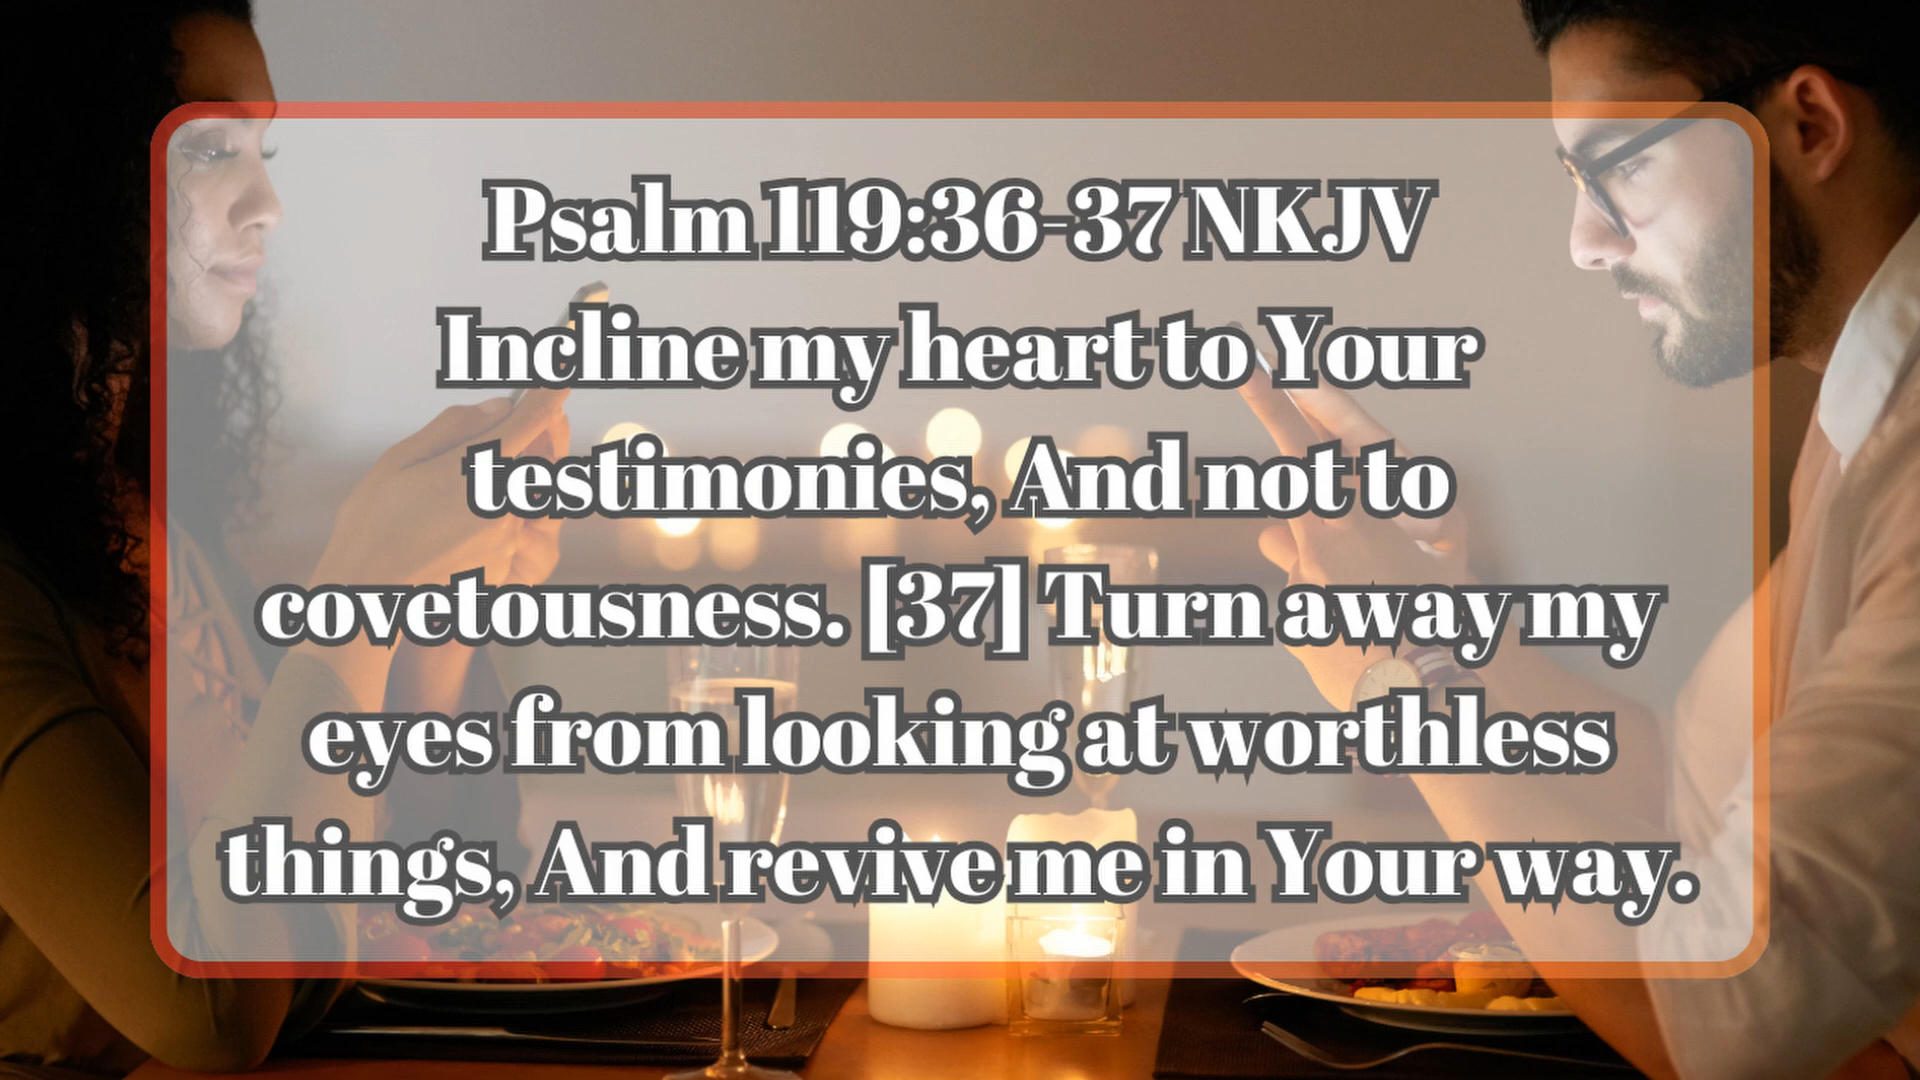 Psalm 119:36-37 NKJV
Incline my heart to Your
testimonies, And not to
covetousness. [37] Turn away my
eyes from looking at worthless
things, And revive me in Your way.